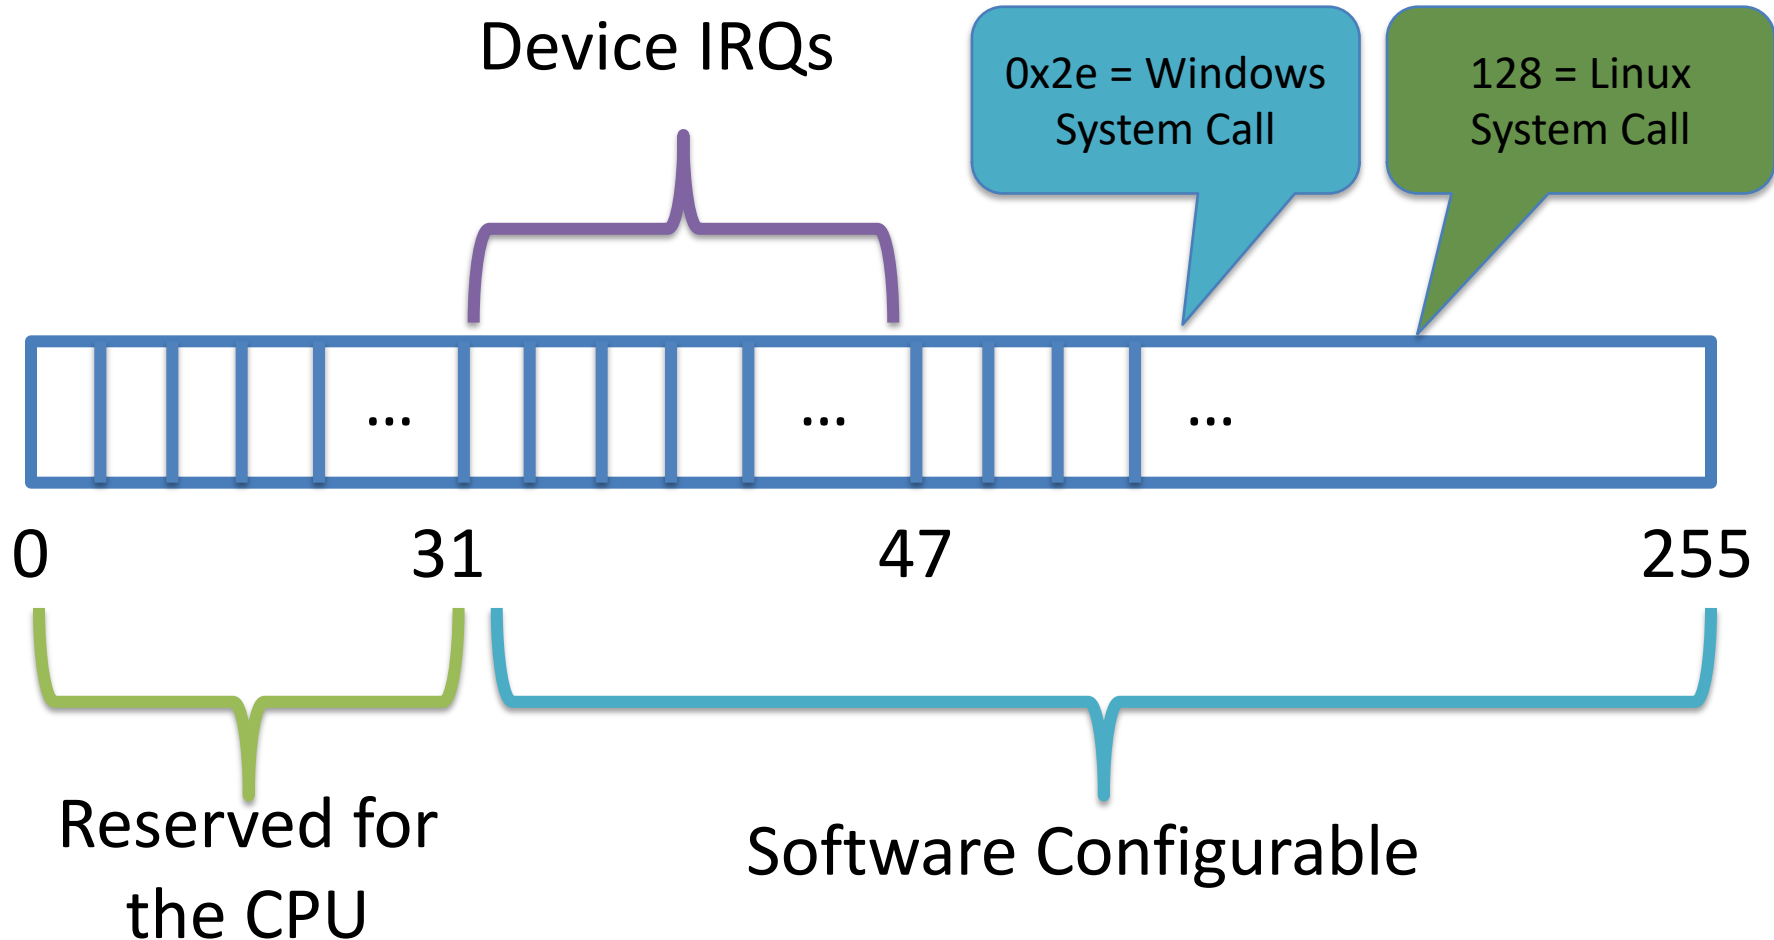 Device IRQs
0x2e = Windows
System Call
128 = Linux
System Call
...
...
...
0
31
47
255
Reserved for
the CPU
Software Configurable